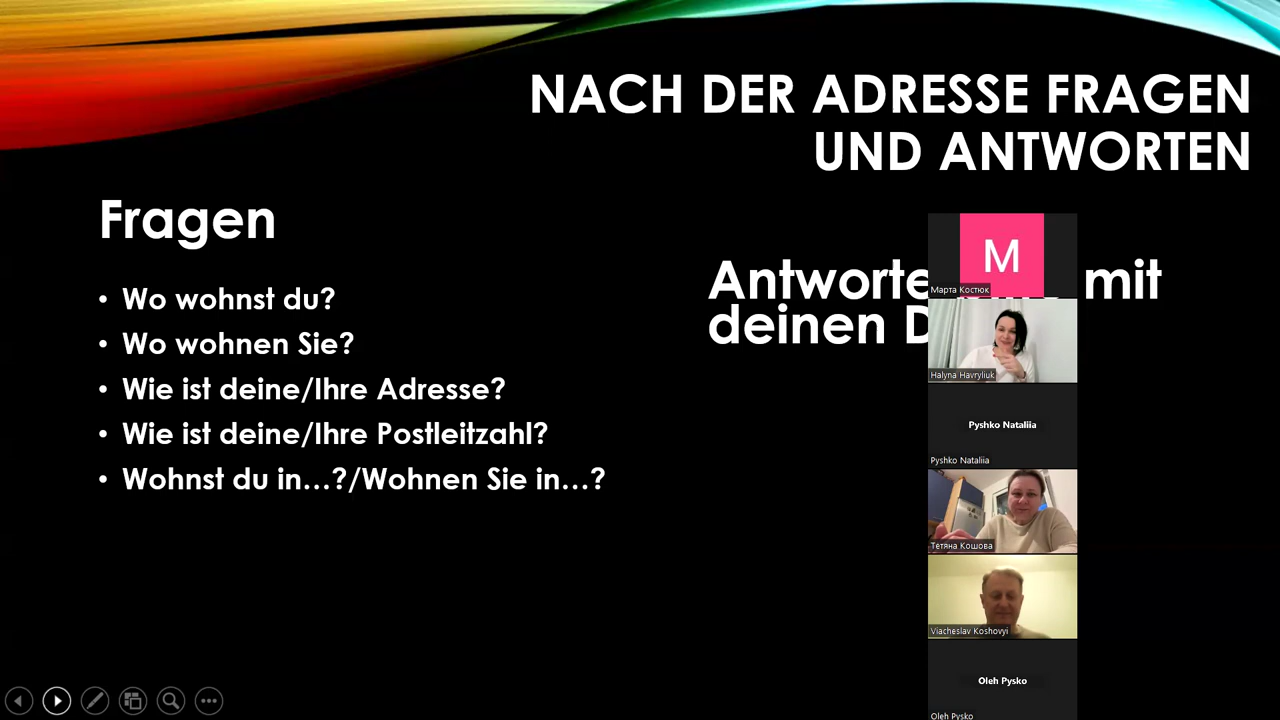 NACH DER ADRESSE FRAGEN
UND ANTWORTEN
Fragen
• Wo wohnst du?
• Wo wohnen Sie?
• Wie ist deine/Ihre Adresse?
• Wie ist deine/Ihre Postleitzahl?
• Wohnst du in...?/Wohnen Sie in...?
mit
deinen
M
Марта Костюк
Halyna Havryliuk
Pyshko Nataliia
Pyshko Nataliia
Тетяна Кошова
Viacheslav Koshovyi
Oleh Pysko
Oleh Pysko